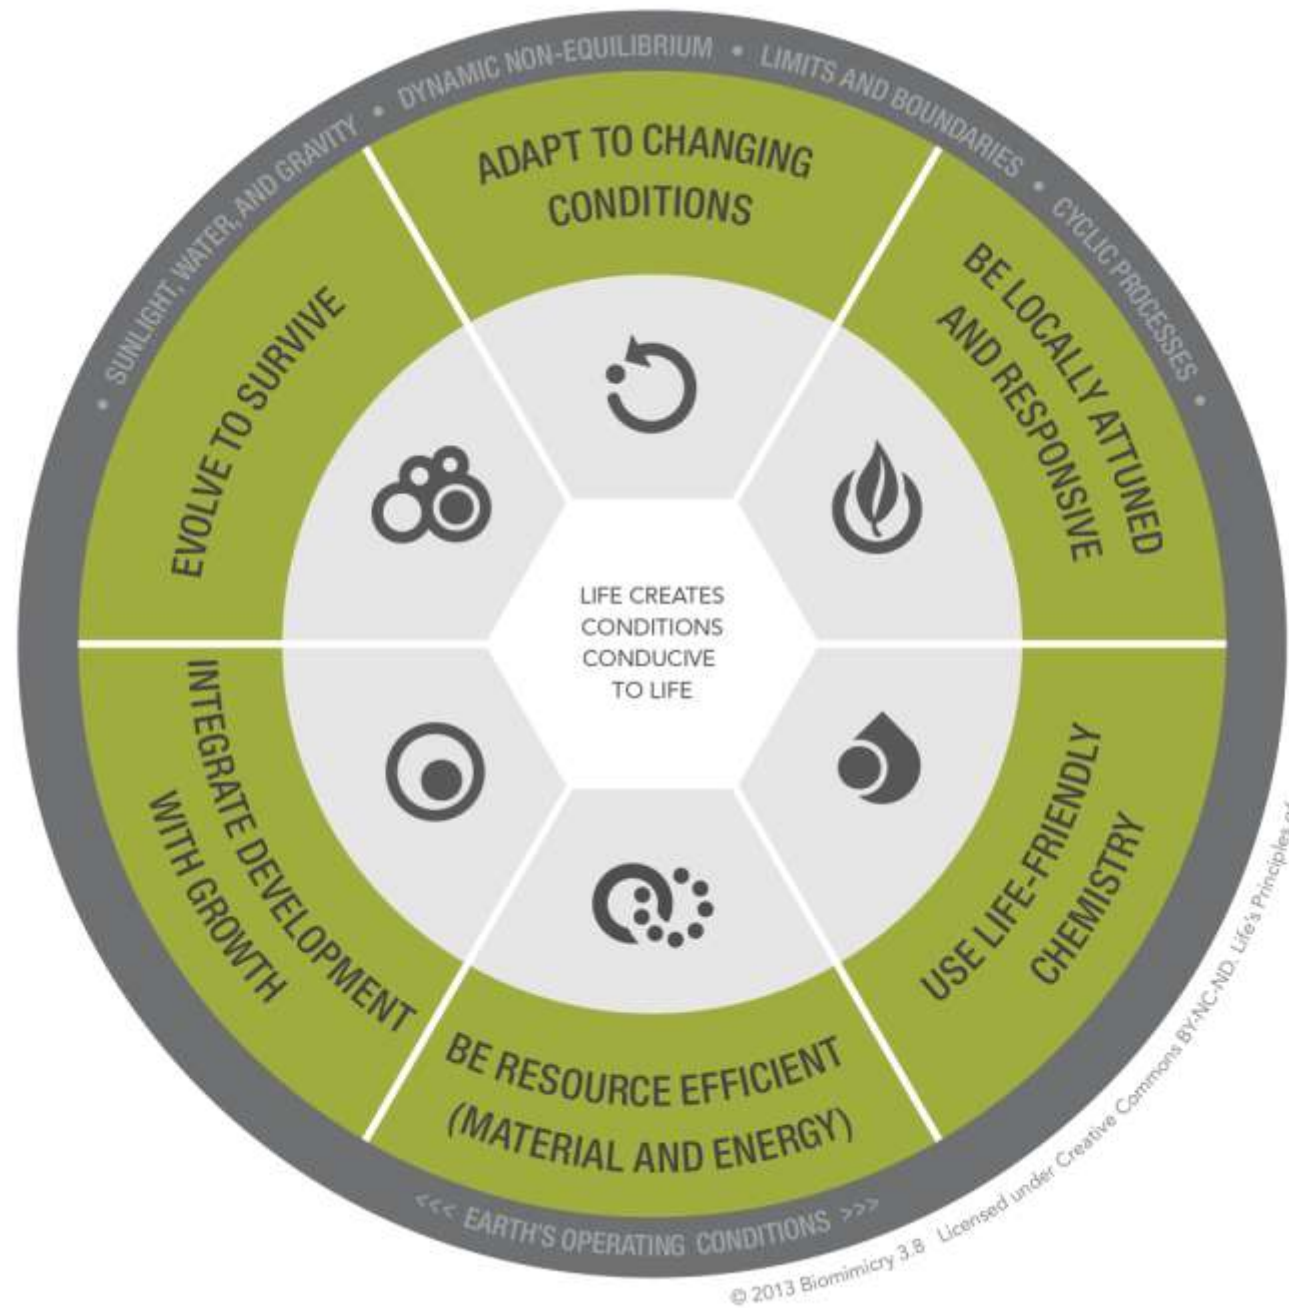 • SUNLIGHT, WATER, AND GRAVITY • DYNAMIC NON-EQUILIBRIUM • LIMITS AND BOUNDARIES • CYCLIC PROCESSES •
ADAPT TO CHANGING
CONDITIONS
BE LOCALLY ATTUNED
AND RESPONSIVE
USE LIFE-FRIENDLY
CHEMISTRY
BE RESOURCE EFFICIENT
(MATERIAL AND ENERGY)
INTEGRATE DEVELOPMENT
WITH GROWTH
EVOLVE TO SURVIVE
LIFE CREATES
CONDITIONS
CONDUCIVE
TO LIFE
<<< EARTH'S OPERATING CONDITIONS >>>
© 2013 Biomimicry 3.8 Licensed under Creative Commons BY-NC-ND. Life's Principles of